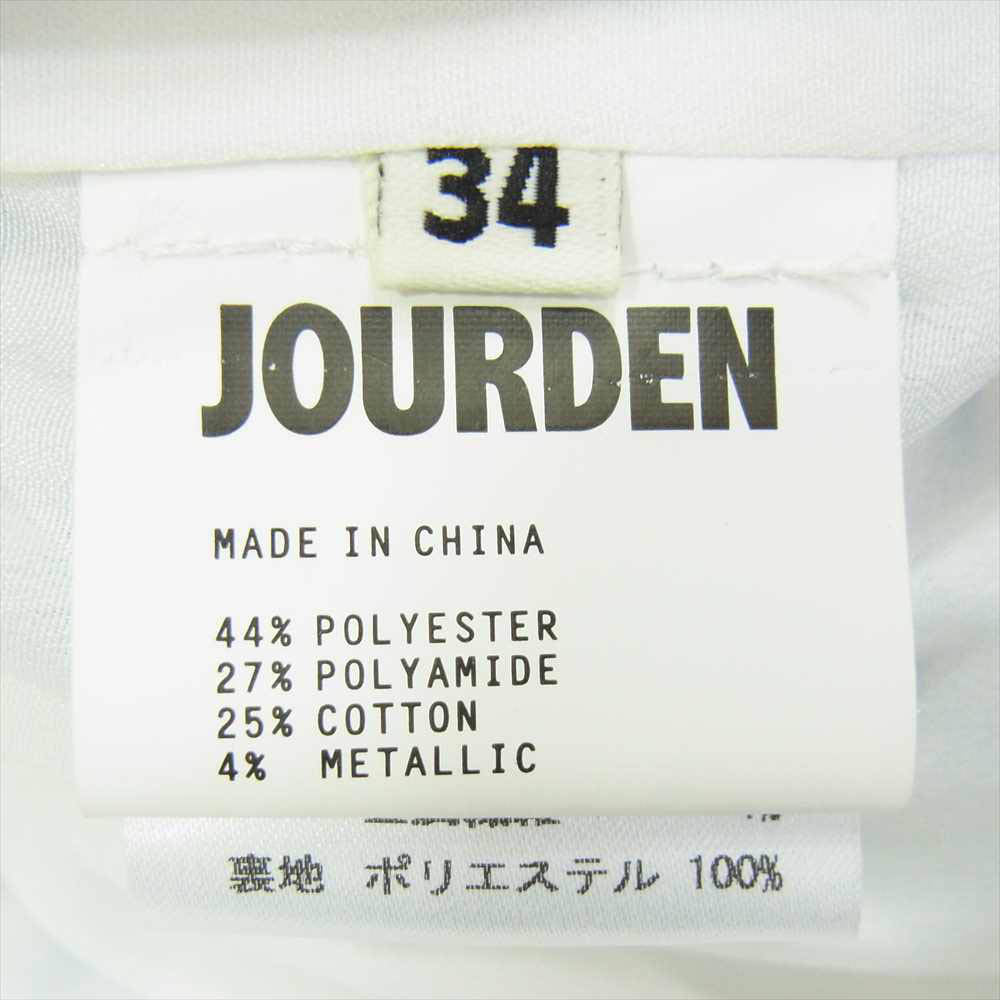 34
JOURDEN
MADE IN CHINA
44% POLYESTER
27% POLYAMIDE
25% COTTON
4% METALLIC
裏地 ポリエステル 100%